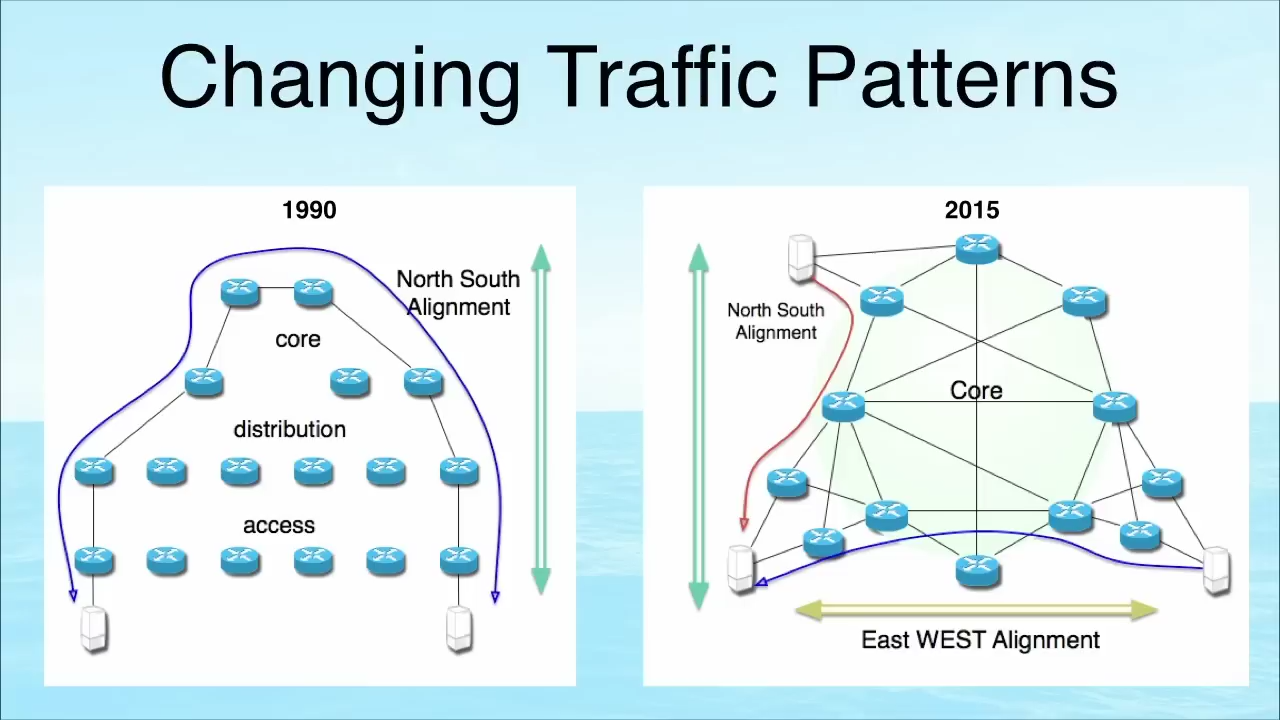 Changing Traffic Patterns
1990
North South
Alignment
core
distribution
access
2015
North South
Alignment
Core
East WEST Alignment